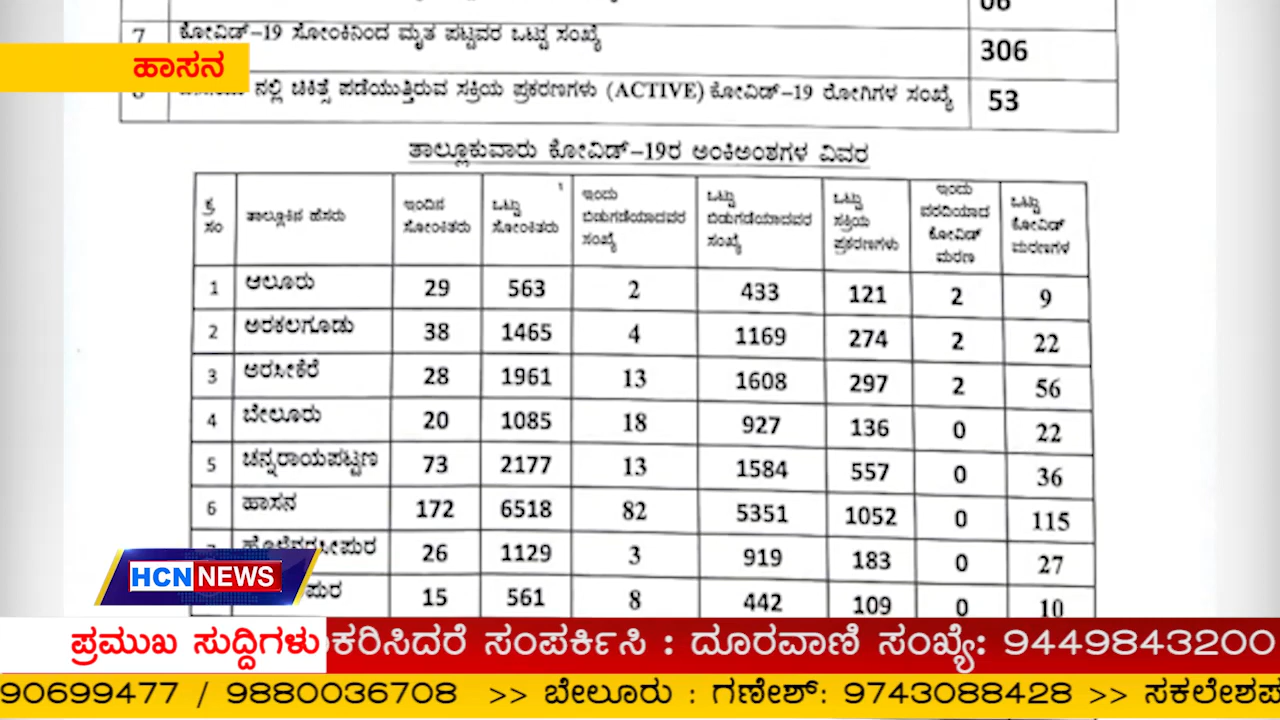 06
7 ಕೋವಿಡ್–19 ಸೋಂಕಿನಿಂದ ಮೃತ ಪಟ್ಟವರ ಒಟ್ಟು ಸಂಖ್ಯೆ 306
ಹಾಸನ
ನಲ್ಲಿ ಚಿಕಿತ್ಸೆ ಪಡೆಯುತ್ತಿರುವ ಸಕ್ರಿಯ ಪ್ರಕರಣಗಳು (ACTIVE) ಕೋವಿಡ್–19 ರೋಗಿಗಳ ಸಂಖ್ಯೆ 53
ತಾಲ್ಲೂಕುವಾರು ಕೋವಿಡ್–19ರ ಅಂಕಿಅಂಶಗಳ ವಿವರ
ಕ್ರ ಸಂ ತಾಲ್ಲೂಕಿನ ಹೆಸರು ಇಂದಿನ ಸೋಂಕಿತರು ಒಟ್ಟು ಸೋಂಕಿತರು ಇಂದು ಬಿಡುಗಡೆಯಾದವರ ಸಂಖ್ಯೆ ಒಟ್ಟು ಬಿಡುಗಡೆಯಾದವರ ಸಂಖ್ಯೆ ಒಟ್ಟು ಸಕ್ರಿಯ ಪ್ರಕರಣಗಳು ಇಂದು ವರದಿಯಾದ ಕೋವಿಡ್ ಮರಣ ಒಟ್ಟು ಕೋವಿಡ್ ಮರಣಗಳ
1 ಆಲೂರು 29 563 2 433 121 2 9
2 ಅರಕಲಗೂಡು 38 1465 4 1169 274 2 22
3 ಅರಸೀಕೆರೆ 28 1961 13 1608 297 2 56
4 ಬೇಲೂರು 20 1085 18 927 136 0 22
5 ಚನ್ನರಾಯಪಟ್ಟಣ 73 2177 13 1584 557 0 36
6 ಹಾಸನ 172 6518 82 5351 1052 0 115
ಹೊಳೆನರಸೀಪುರ 26 1129 3 919 183 0 27
ಪುರ 15 561 8 442 109 0 10
HCN NEWS
ಪ್ರಮುಖ ಸುದ್ದಿಗಳು ಕರಿಸಿದರೆ ಸಂಪರ್ಕಿಸಿ : ದೂರವಾಣಿ ಸಂಖ್ಯೆ: 9449843200
90699477 / 9880036708 >> ಬೇಲೂರು : ಗಣೇಶ್: 9743088428 >> ಸಕಲೇಶಪ